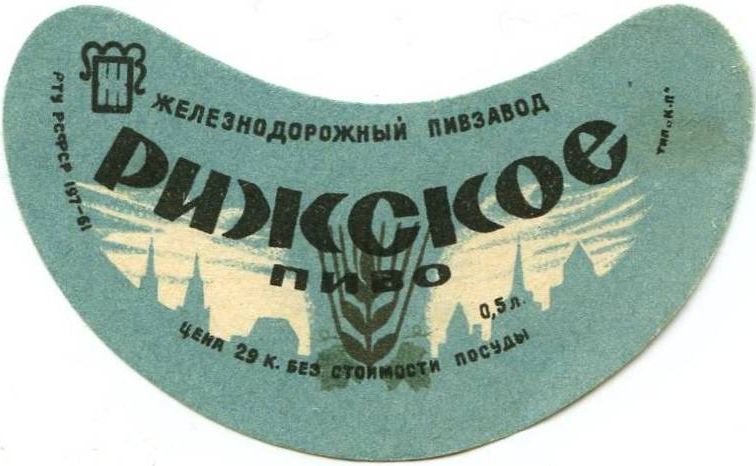 Ж
ЖЕЛЕЗНОДОРОЖНЫЙ ПИВЗАВОД
РТУ РСФСР 197-61
ТИП „К-П"
РИЖСКОЕ
ПИВО
0,5 л.
ЦЕНА 29 К. БЕЗ СТОИМОСТИ ПОСУДЫ